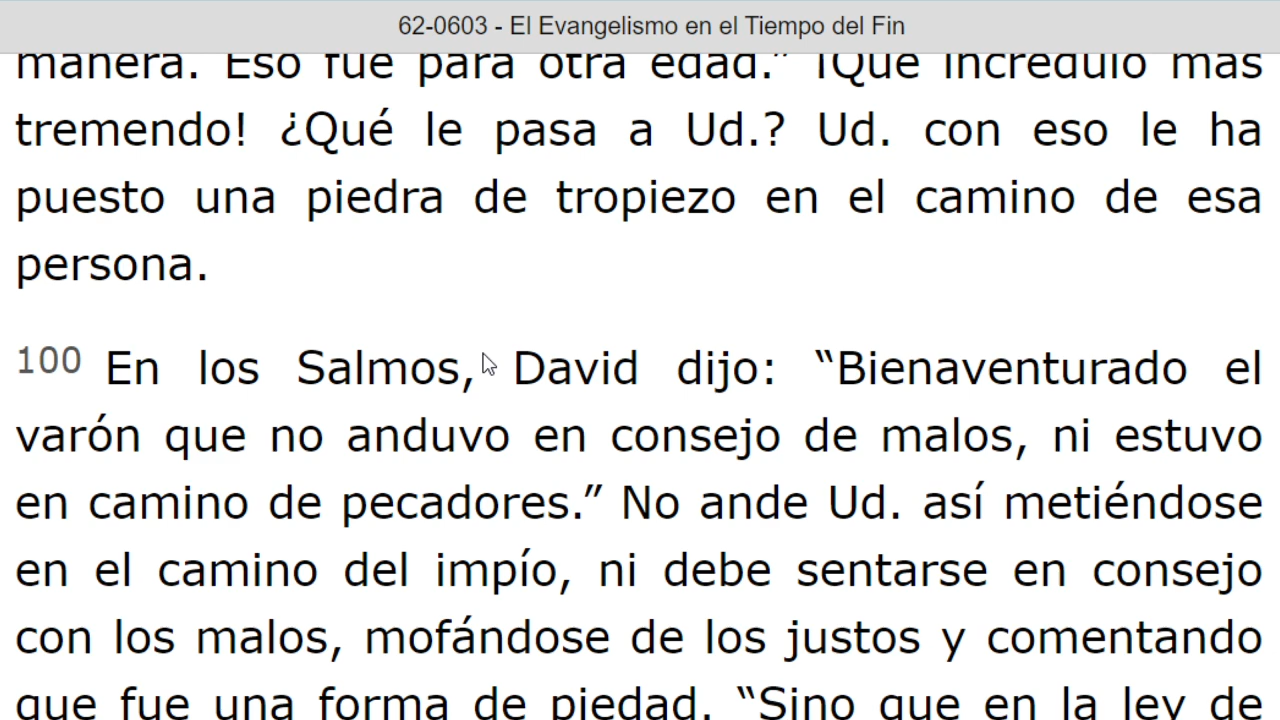 62-0603 - El Evangelismo en el Tiempo del Fin
manera. Eso fue para otra edad.” ¡Qué incrédulo más
tremendo! ¿Qué le pasa a Ud.? Ud. con eso le ha
puesto una piedra de tropiezo en el camino de esa
persona.
100 En los Salmos, David dijo: “Bienaventurado el
varón que no anduvo en consejo de malos, ni estuvo
en camino de pecadores.” No ande Ud. así metiéndose
en el camino del impío, ni debe sentarse en consejo
con los malos, mofándose de los justos y comentando
que fue una forma de piedad. “Sino que en la ley de